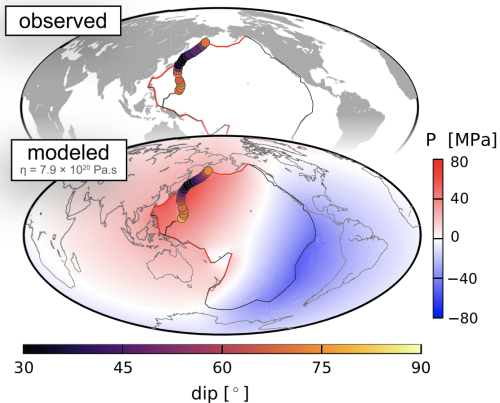 observed
modeled
η = 7.9 × 10²⁰ Pa.s
P [MPa]
80
40
0
−40
−80
30
45
60
75
90
dip [°]